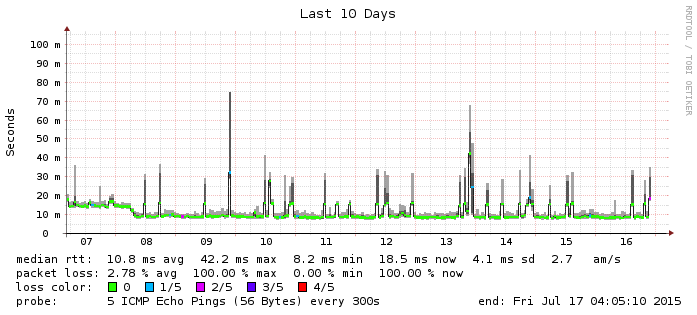 Last 10 Days
RRDTOOL / TOBI OETIKER
Seconds
100 m
90 m
80 m
70 m
60 m
50 m
40 m
30 m
20 m
10 m
0
07 08 09 10 11 12 13 14 15 16
median rtt: 10.8 ms avg 42.2 ms max 8.2 ms min 18.5 ms now 4.1 ms sd 2.7 am/s
packet loss: 2.78 % avg 100.00 % max 0.00 % min 100.00 % now
loss color: 0 1/5 2/5 3/5 4/5
probe: 5 ICMP Echo Pings (56 Bytes) every 300s end: Fri Jul 17 04:05:10 2015